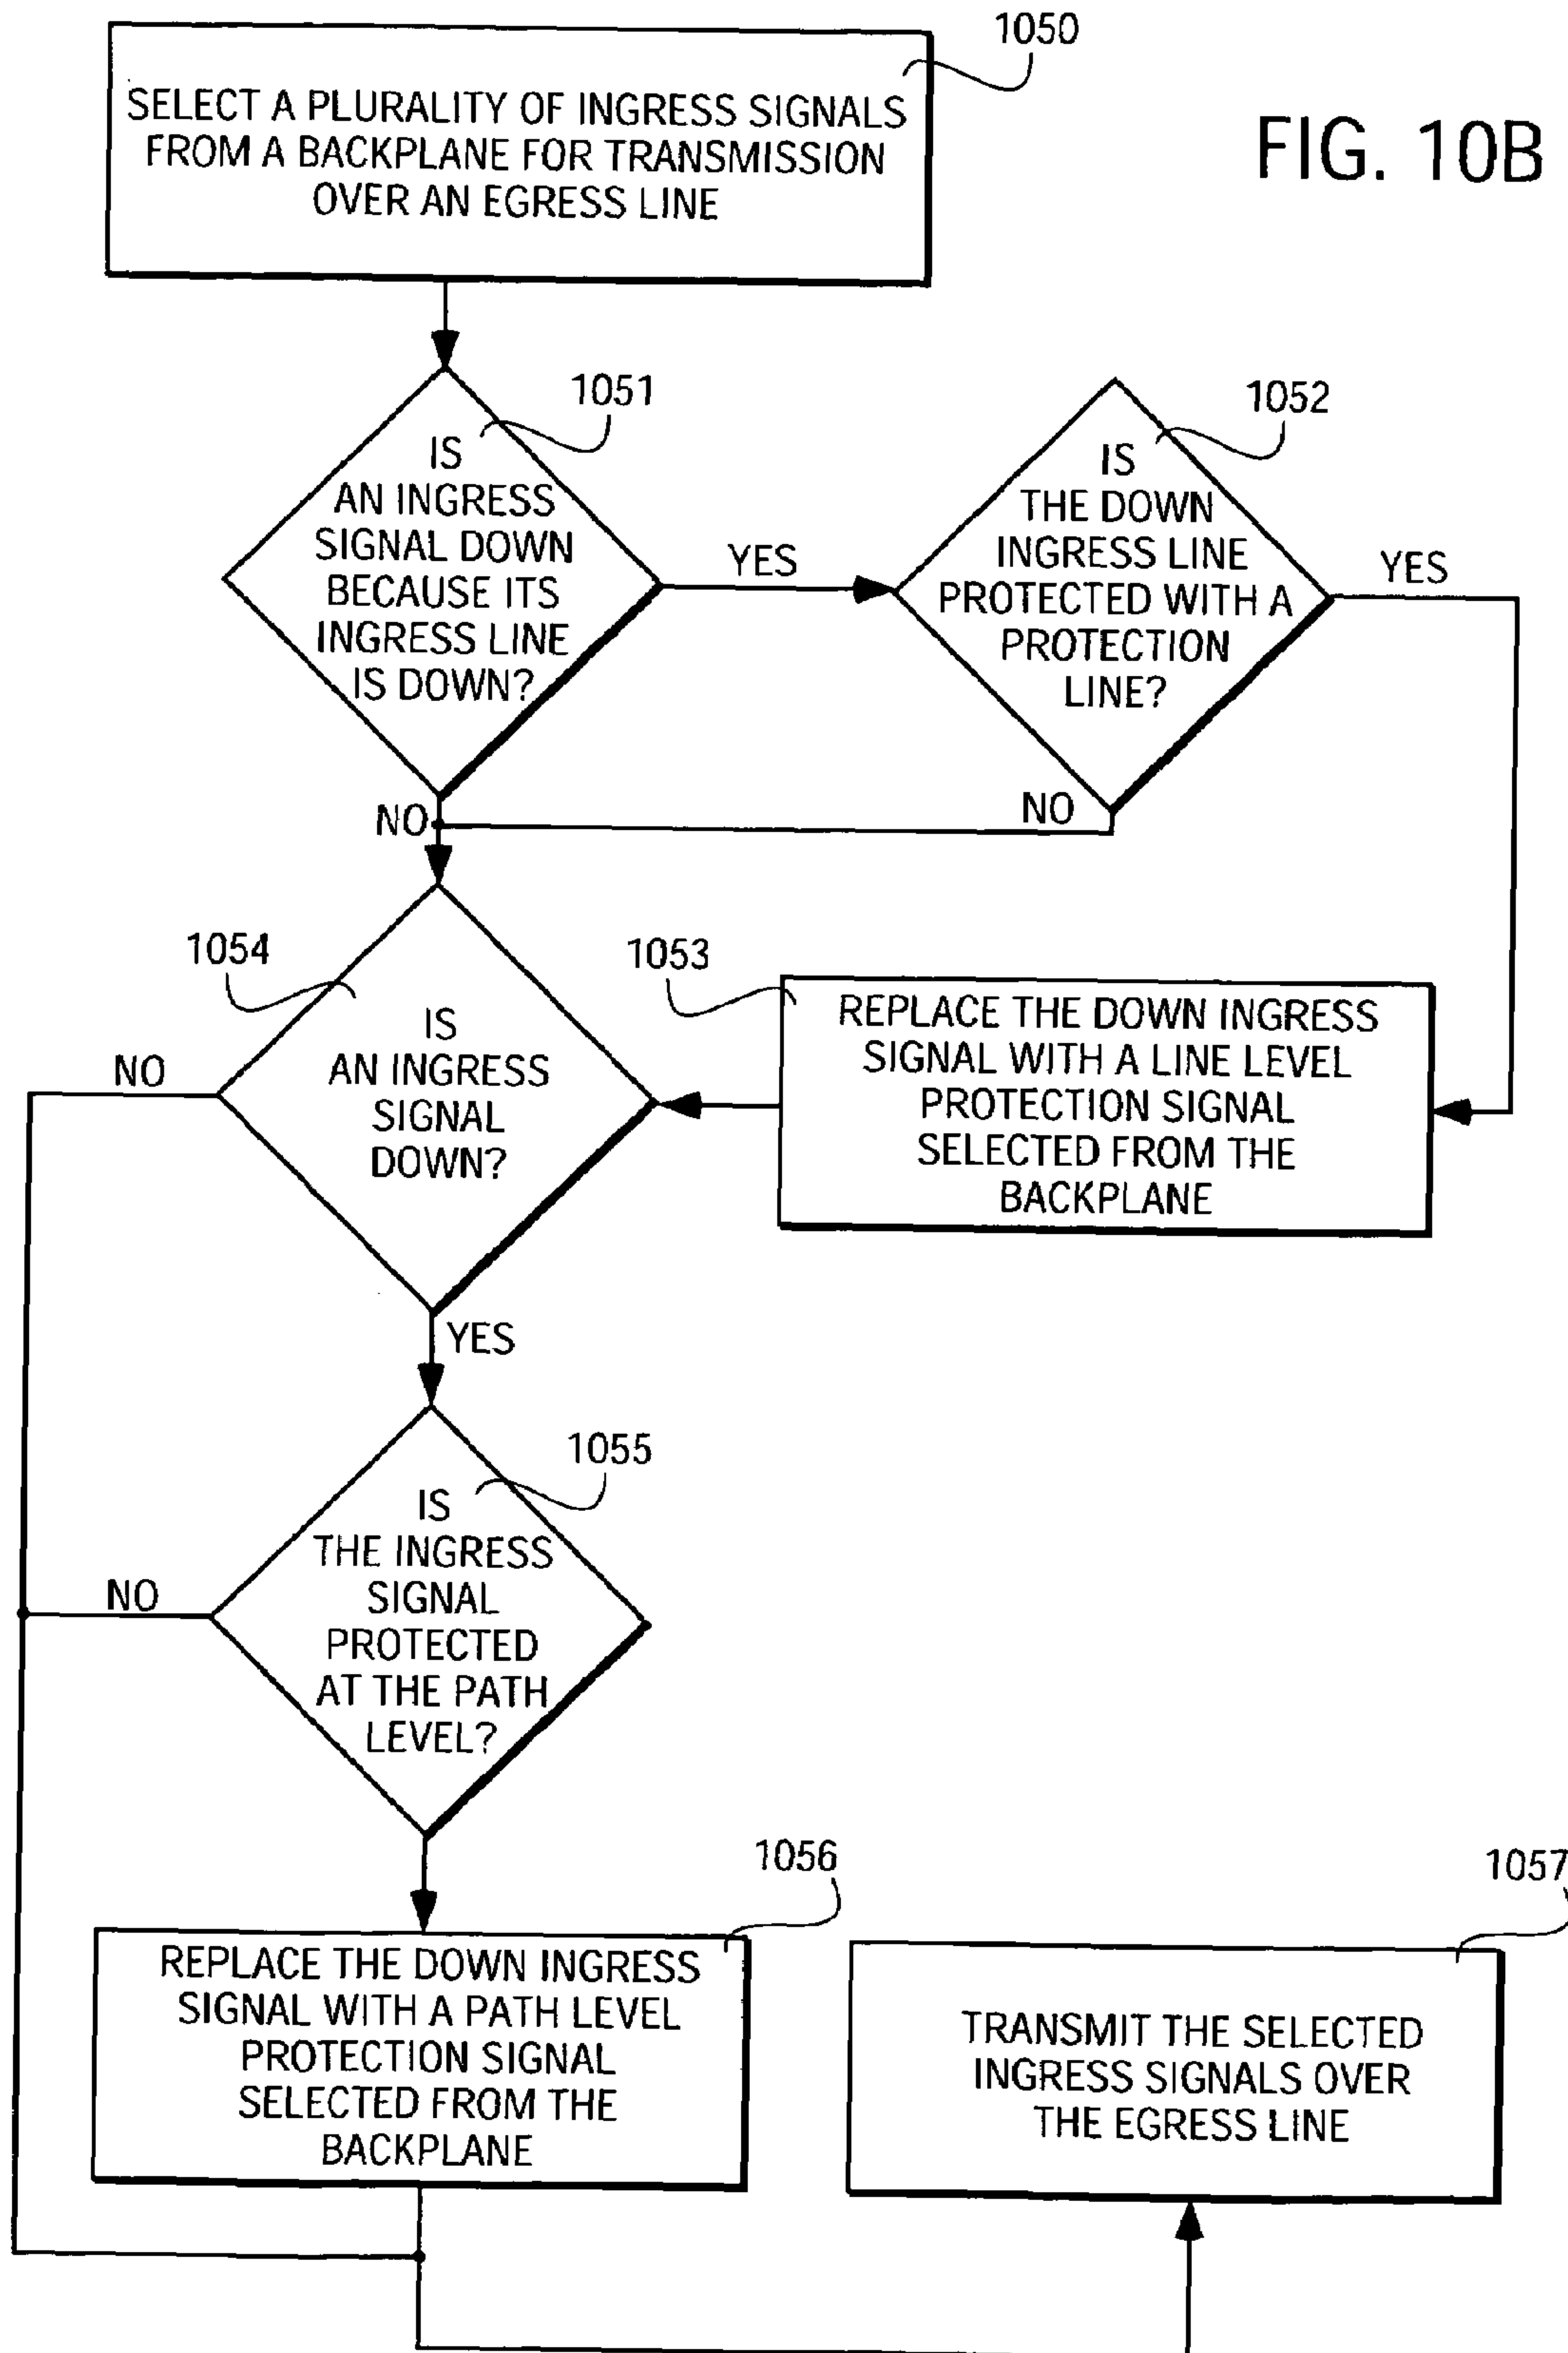 1050
SELECT A PLURALITY OF INGRESS SIGNALS
FROM A BACKPLANE FOR TRANSMISSION
OVER AN EGRESS LINE
FIG. 10B
1051
IS
AN INGRESS
SIGNAL DOWN
BECAUSE ITS
INGRESS LINE
IS DOWN?
YES
NO
1052
IS
THE DOWN
INGRESS LINE
PROTECTED WITH A
PROTECTION
LINE?
YES
NO
1054
IS
AN INGRESS
SIGNAL
DOWN?
NO
YES
1053
REPLACE THE DOWN INGRESS
SIGNAL WITH A LINE LEVEL
PROTECTION SIGNAL
SELECTED FROM THE
BACKPLANE
1055
IS
THE INGRESS
SIGNAL
PROTECTED
AT THE PATH
LEVEL?
NO
1056
REPLACE THE DOWN INGRESS
SIGNAL WITH A PATH LEVEL
PROTECTION SIGNAL
SELECTED FROM THE
BACKPLANE
1057
TRANSMIT THE SELECTED
INGRESS SIGNALS OVER
THE EGRESS LINE